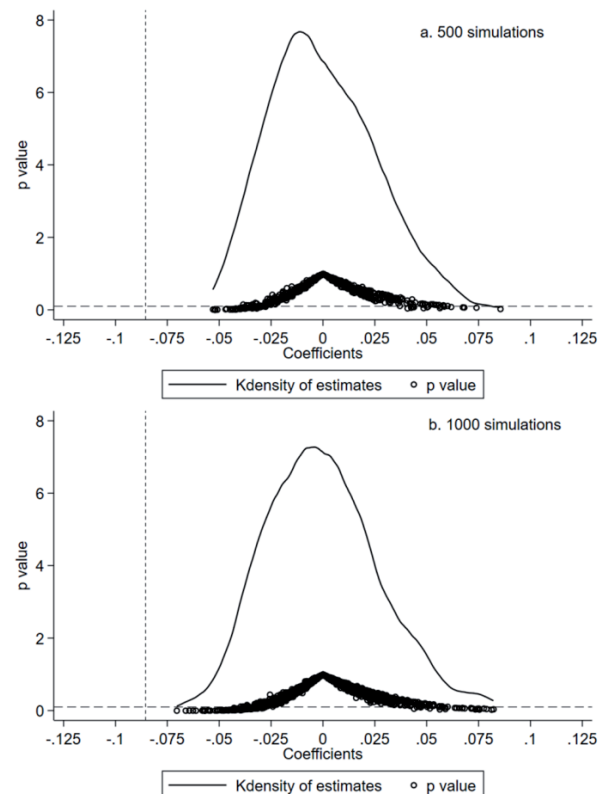 a. 500 simulations
8
6
4
2
0
p value
-.125 -.1 -.075 -.05 -.025 0 .025 .05 .075 .1 .125
Coefficients
Kdensity of estimates p value
b. 1000 simulations
8
6
4
2
0
p value
-.125 -.1 -.075 -.05 -.025 0 .025 .05 .075 .1 .125
Coefficients
Kdensity of estimates p value